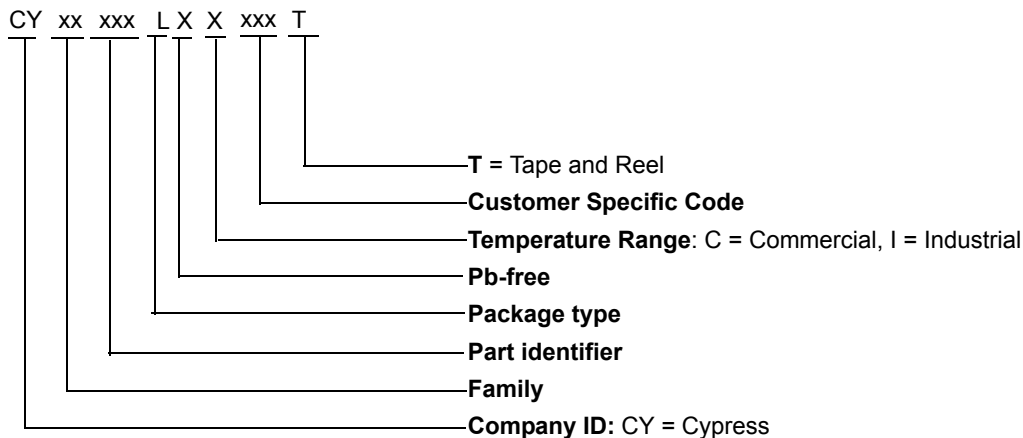 CY xx xxx L X X xxx T
T = Tape and Reel
Customer Specific Code
Temperature Range: C = Commercial, I = Industrial
Pb-free
Package type
Part identifier
Family
Company ID: CY = Cypress